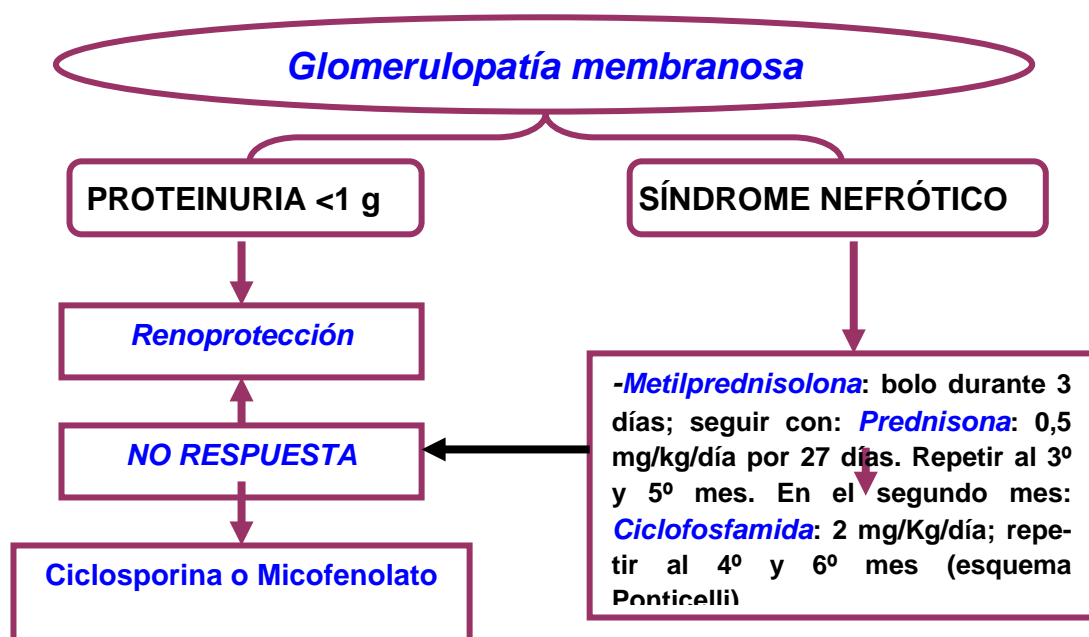 Glomerulopatía membranosa
PROTEINURIA <1 g
SÍNDROME NEFRÓTICO
Renoprotección
NO RESPUESTA
Ciclosporina o Micofenolato
-Metilprednisolona: bolo durante 3
días; seguir con: Prednisona: 0,5
mg/kg/día por 27 días. Repetir al 3º
y 5º mes. En el segundo mes:
Ciclofosfamida: 2 mg/Kg/día; repe-
tir al 4º y 6º mes (esquema
Ponticelli)